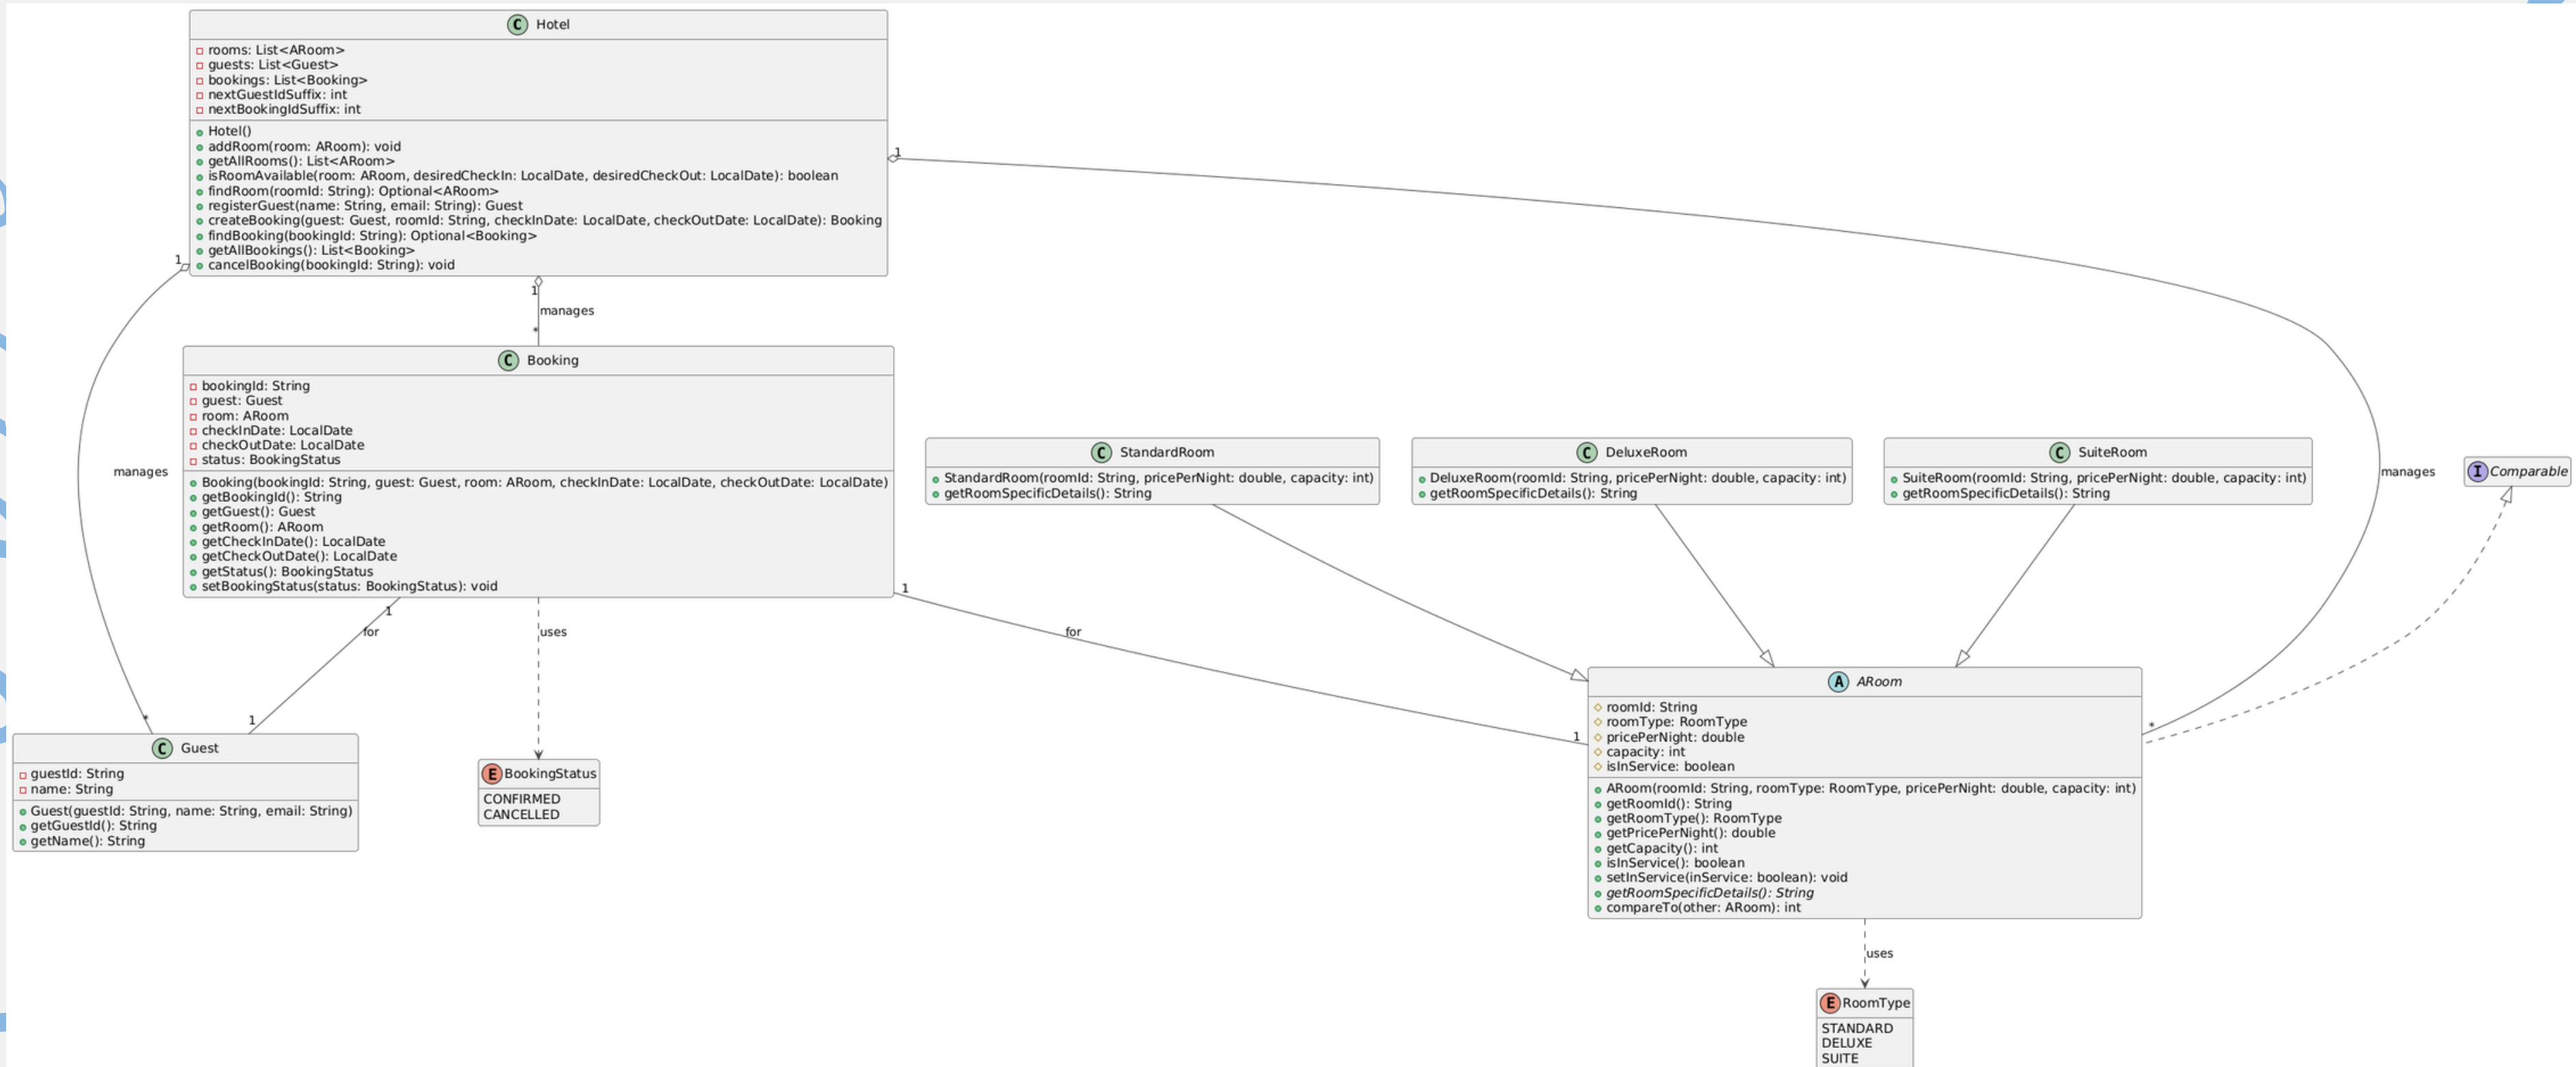 C Hotel
rooms: List<ARoom>
guests: List<Guest>
bookings: List<Booking>
nextGuestIdSuffix: int
nextBookingIdSuffix: int
Hotel()
addRoom(room: ARoom): void
getAllRooms(): List<ARoom>
isRoomAvailable(room: ARoom, desiredCheckIn: LocalDate, desiredCheckOut: LocalDate): boolean
findRoom(roomId: String): Optional<ARoom>
registerGuest(name: String, email: String): Guest
createBooking(guest: Guest, roomId: String, checkInDate: LocalDate, checkOutDate: LocalDate): Booking
findBooking(bookingId: String): Optional<Booking>
getAllBookings(): List<Booking>
cancelBooking(bookingId: String): void
1
1
1
manages
*
C Booking
bookingId: String
guest: Guest
room: ARoom
checkInDate: LocalDate
checkOutDate: LocalDate
status: BookingStatus
Booking(bookingId: String, guest: Guest, room: ARoom, checkInDate: LocalDate, checkOutDate: LocalDate)
getBookingId(): String
getGuest(): Guest
getRoom(): ARoom
getCheckInDate(): LocalDate
getCheckOutDate(): LocalDate
getStatus(): BookingStatus
setBookingStatus(status: BookingStatus): void
manages
C StandardRoom
StandardRoom(roomId: String, pricePerNight: double, capacity: int)
getRoomSpecificDetails(): String
C DeluxeRoom
DeluxeRoom(roomId: String, pricePerNight: double, capacity: int)
getRoomSpecificDetails(): String
C SuiteRoom
SuiteRoom(roomId: String, pricePerNight: double, capacity: int)
getRoomSpecificDetails(): String
manages
I Comparable
1
for
uses
1
for
1
*
1
*
C Guest
guestId: String
name: String
Guest(guestId: String, name: String, email: String)
getGuestId(): String
getName(): String
E BookingStatus
CONFIRMED
CANCELLED
A ARoom
roomId: String
roomType: RoomType
pricePerNight: double
capacity: int
isInService: boolean
ARoom(roomId: String, roomType: RoomType, pricePerNight: double, capacity: int)
getRoomId(): String
getRoomType(): RoomType
getPricePerNight(): double
getCapacity(): int
isInService(): boolean
setInService(inService: boolean): void
getRoomSpecificDetails(): String
compareTo(other: ARoom): int
uses
E RoomType
STANDARD
DELUXE
SUITE